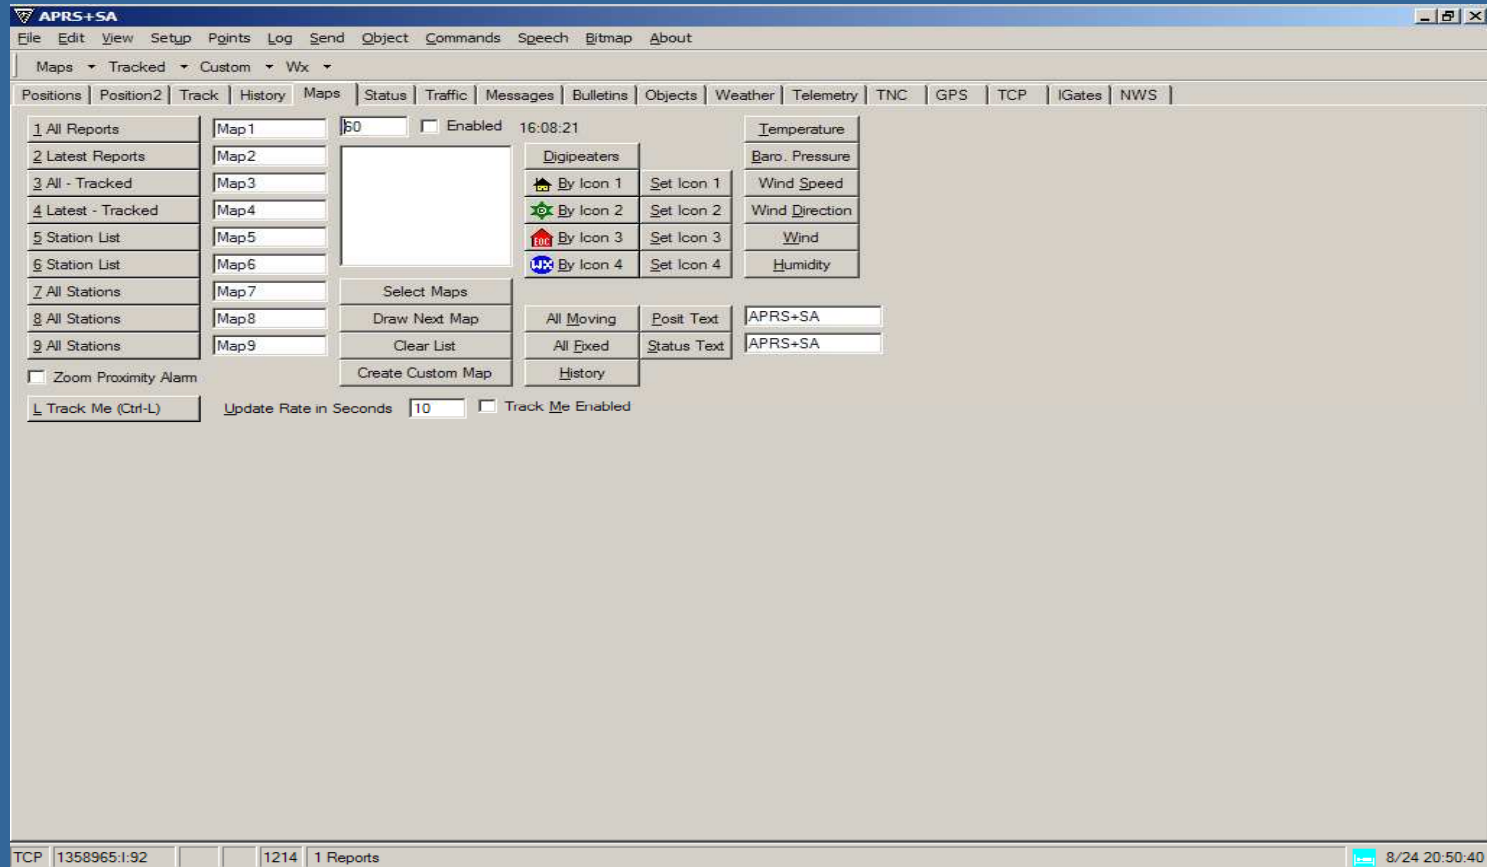 APRS+SA
File Edit View Setup Points Log Send Object Commands Speech Bitmap About
Maps Tracked Custom Wx
Positions Position2 Track History Maps Status Traffic Messages Bulletins Objects Weather Telemetry TNC GPS TCP IGates NWS
1 All Reports Map1 60 Enabled 16:08:21 Temperature
2 Latest Reports Map2 Digipeaters Baro. Pressure
3 All - Tracked Map3 By Icon 1 Set Icon 1 Wind Speed
4 Latest - Tracked Map4 By Icon 2 Set Icon 2 Wind Direction
5 Station List Map5 EOC By Icon 3 Set Icon 3 Wind
6 Station List Map6 WX By Icon 4 Set Icon 4 Humidity
7 All Stations Map7 Select Maps
8 All Stations Map8 Draw Next Map All Moving Posit Text APRS+SA
9 All Stations Map9 Clear List All Fixed Status Text APRS+SA
Zoom Proximity Alarm Create Custom Map History
L Track Me (Ctrl-L) Update Rate in Seconds 10 Track Me Enabled
TCP 1358965:I:92 1214 1 Reports 8/24 20:50:40